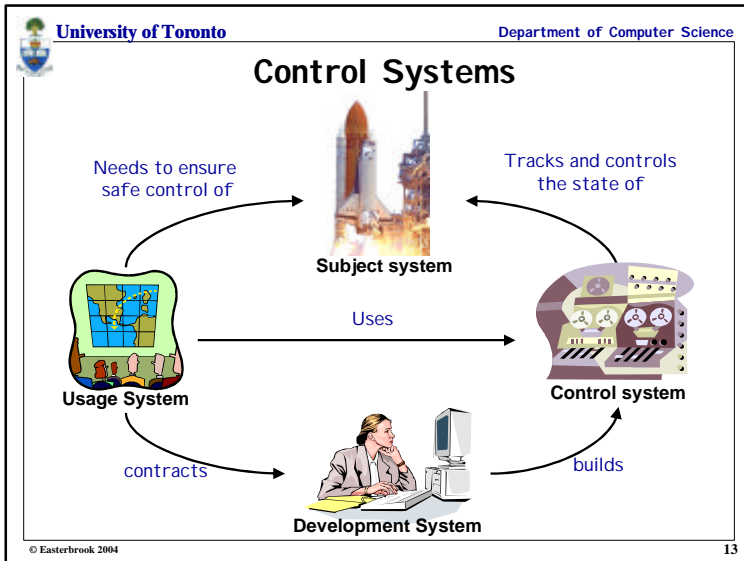 University of Toronto
Department of Computer Science
Control Systems
Needs to ensure
safe control of
Tracks and controls
the state of
Subject system
Uses
Usage System
Control system
contracts
builds
Development System
© Easterbrook 2004
13